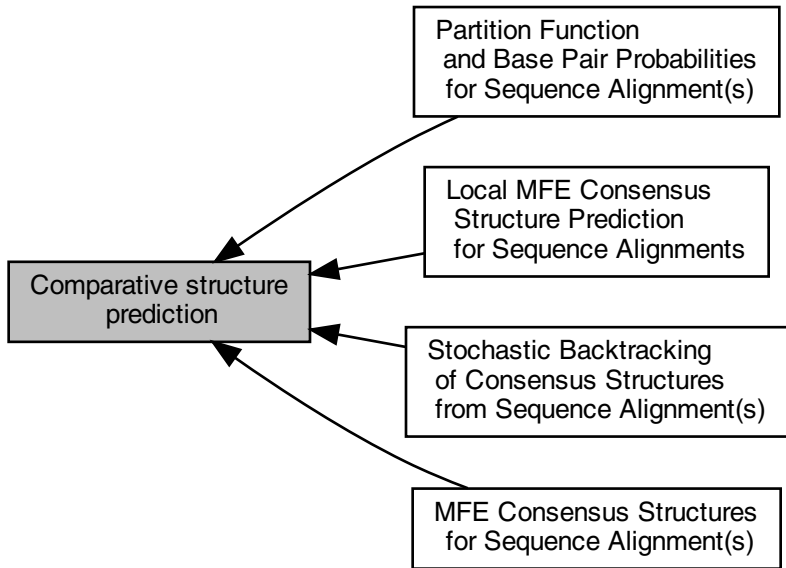 Partition Function
and Base Pair Probabilities
for Sequence Alignment(s)
Local MFE Consensus
Structure Prediction
for Sequence Alignments
Comparative structure
prediction
Stochastic Backtracking
of Consensus Structures
from Sequence Alignment(s)
MFE Consensus Structures
for Sequence Alignment(s)